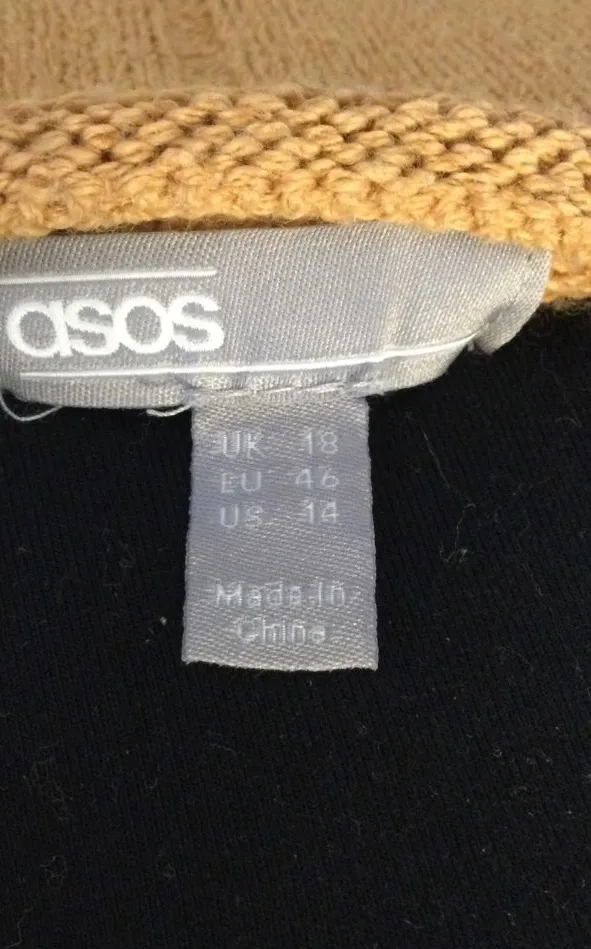 asos
UK 18
EU 46
US 14
Made in
China